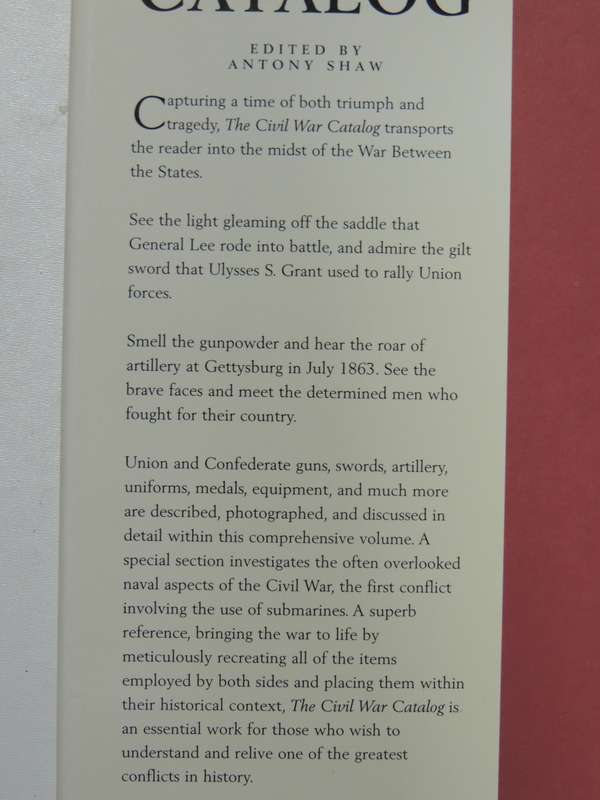 CATALOG
EDITED BY
ANTONY SHAW
Capturing a time of both triumph and
tragedy, The Civil War Catalog transports
the reader into the midst of the War Between
the States.
See the light gleaming off the saddle that
General Lee rode into battle, and admire the gilt
sword that Ulysses S. Grant used to rally Union
forces.
Smell the gunpowder and hear the roar of
artillery at Gettysburg in July 1863. See the
brave faces and meet the determined men who
fought for their country.
Union and Confederate guns, swords, artillery,
uniforms, medals, equipment, and much more
are described, photographed, and discussed in
detail within this comprehensive volume. A
special section investigates the often overlooked
naval aspects of the Civil War, the first conflict
involving the use of submarines. A superb
reference, bringing the war to life by
meticulously recreating all of the items
employed by both sides and placing them within
their historical context, The Civil War Catalog is
an essential work for those who wish to
understand and relive one of the greatest
conflicts in history.